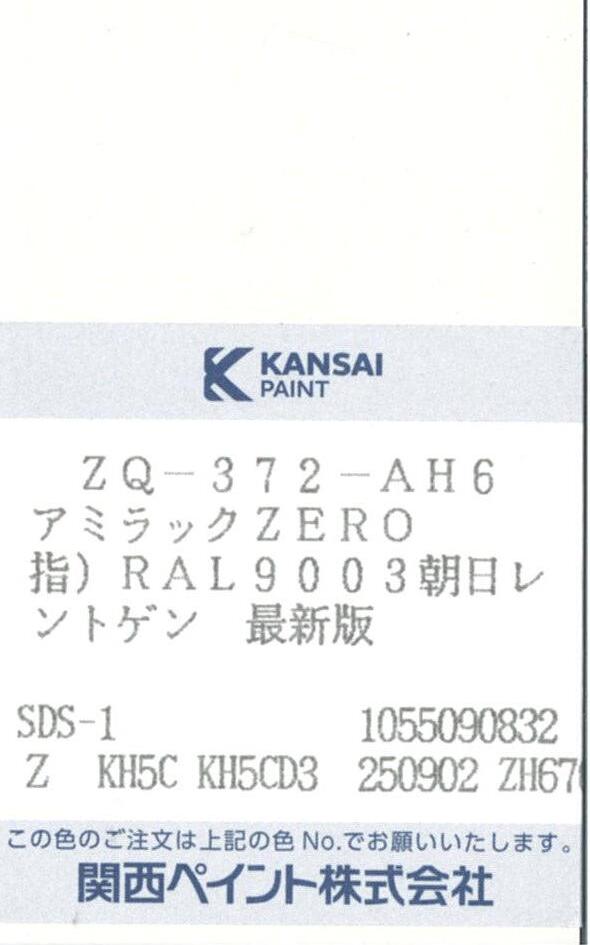 KANSAI
PAINT
ZQ-372-AH6
アミラックZERO
指)RAL9003朝日レ
ントゲン 最新版
SDS-1 1055090832
Z KH5C KH5CD3 250902 ZH67
この色のご注文は上記の色No.でお願いいたします。
関西ペイント株式会社